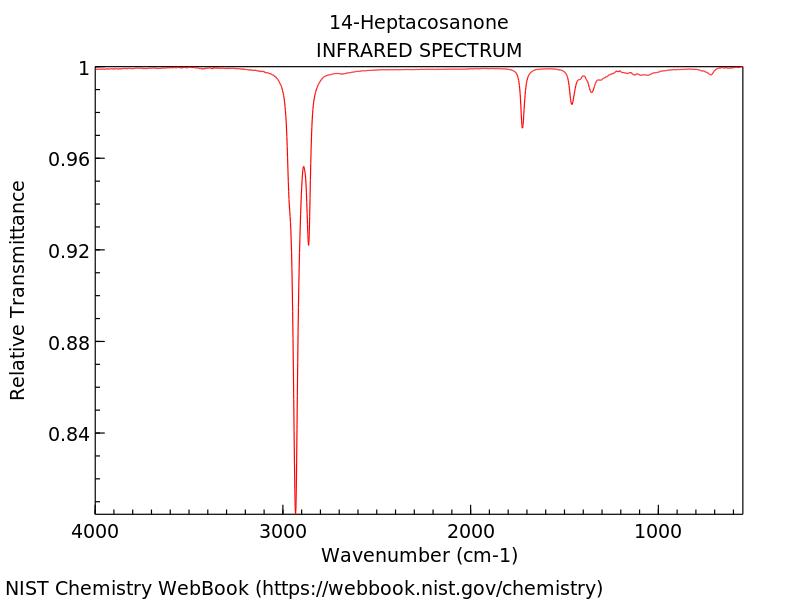 14-Heptacosanone
INFRARED SPECTRUM
1
0.96
0.92
0.88
0.84
Relative Transmittance
4000 3000 2000 1000
Wavenumber (cm-1)
NIST Chemistry WebBook (https://webbook.nist.gov/chemistry)